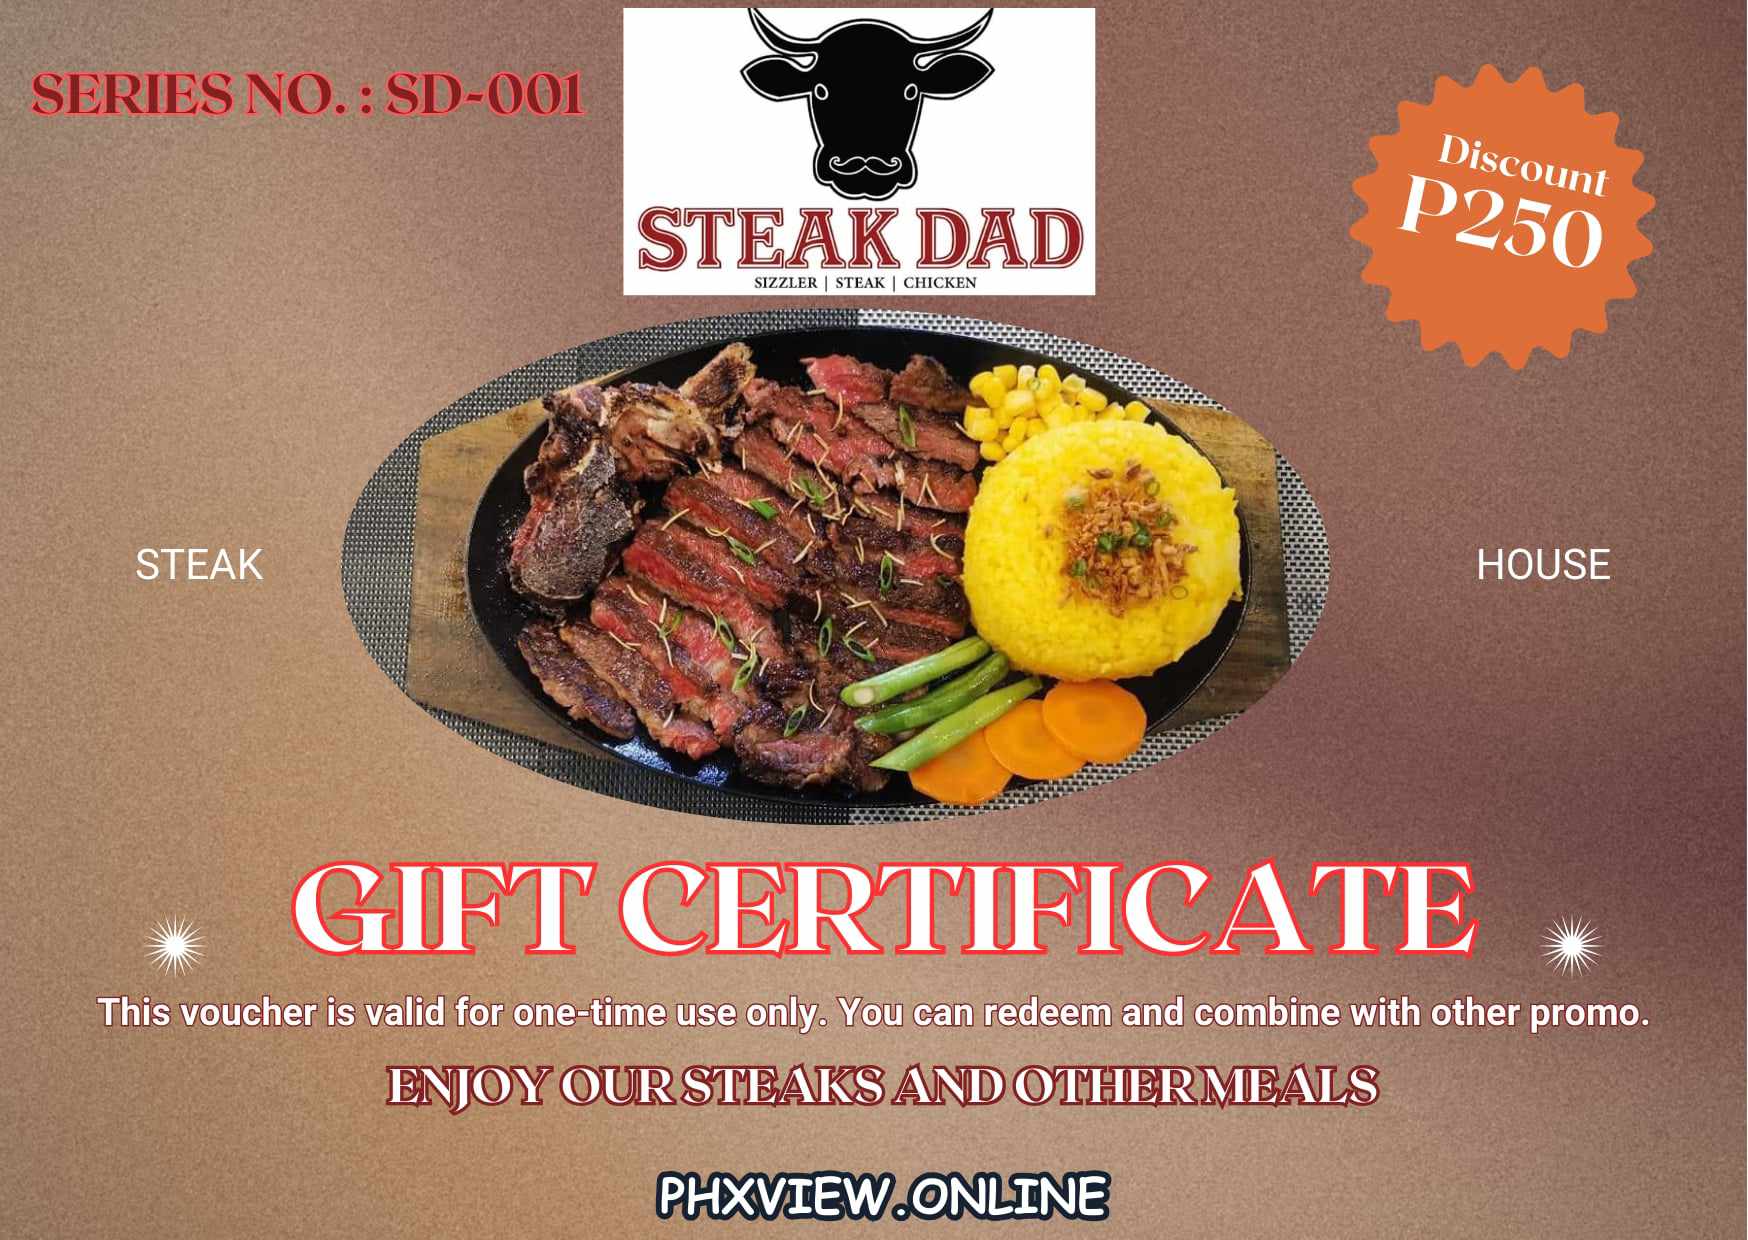 SERIES NO. : SD-001
STEAK DAD
SIZZLER | STEAK | CHICKEN
Discount
P250
STEAK
HOUSE
GIFT CERTIFICATE
This voucher is valid for one-time use only. You can redeem and combine with other promo.
ENJOY OUR STEAKS AND OTHER MEALS
PHXVIEW.ONLINE